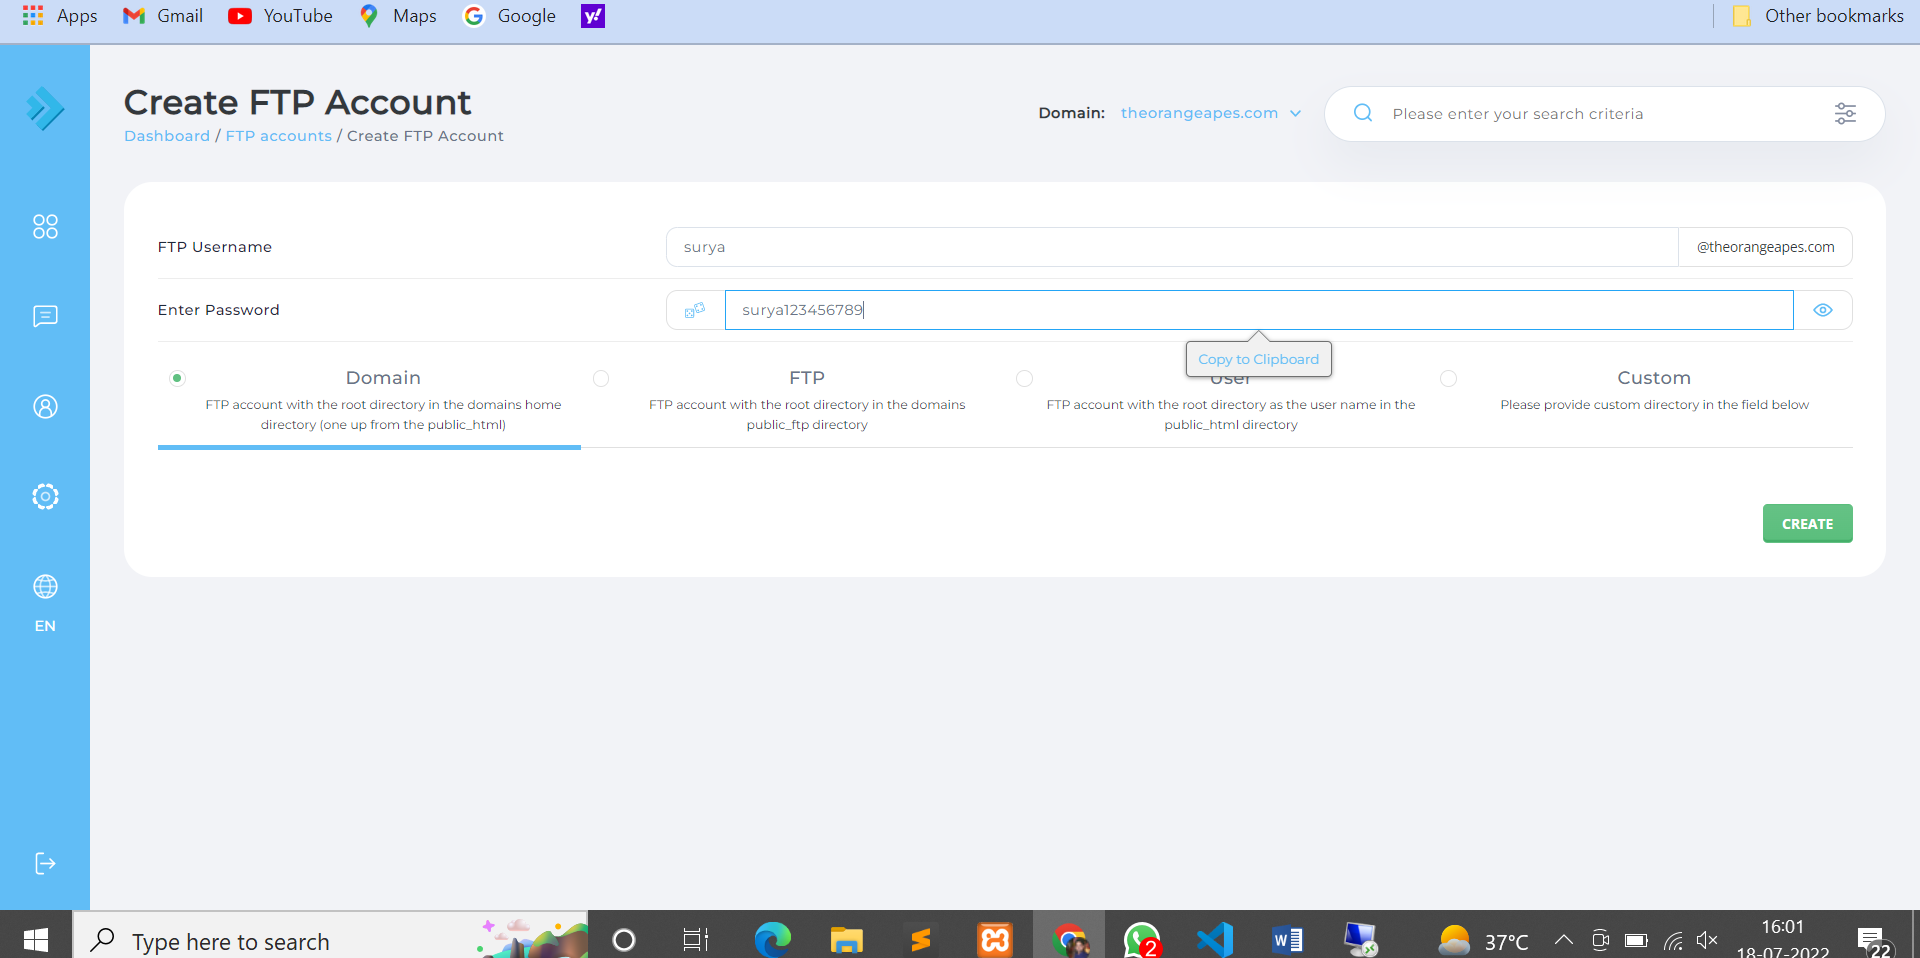 Apps Gmail YouTube Maps Google y! Other bookmarks
Create FTP Account
Dashboard / FTP accounts / Create FTP Account
Domain: theorangeapes.com Please enter your search criteria
FTP Username surya @theorangeapes.com
Enter Password surya123456789
Copy to Clipboard
Domain FTP User Custom
FTP account with the root directory in the domains home
directory (one up from the public_html)
FTP account with the root directory in the domains
public_ftp directory
FTP account with the root directory as the user name in the
public_html directory
Please provide custom directory in the field below
CREATE
EN
Type here to search 2 37°C 16:01
18-07-2022 22